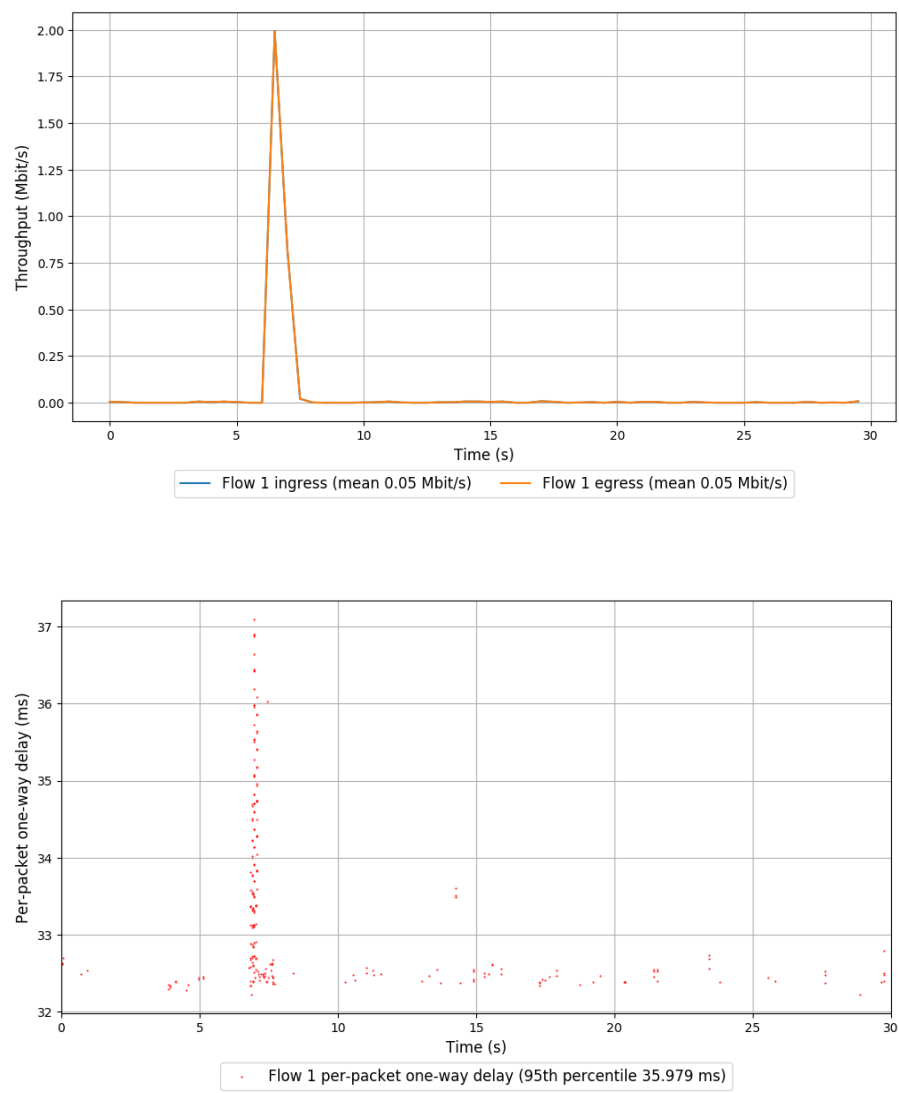 2.00
1.75
1.50
1.25
1.00
0.75
0.50
0.25
0.00
Throughput (Mbit/s)
0 5 10 15 20 25 30
Time (s)
Flow 1 ingress (mean 0.05 Mbit/s) Flow 1 egress (mean 0.05 Mbit/s)
37
36
35
34
33
32
Per-packet one-way delay (ms)
0 5 10 15 20 25 30
Time (s)
Flow 1 per-packet one-way delay (95th percentile 35.979 ms)